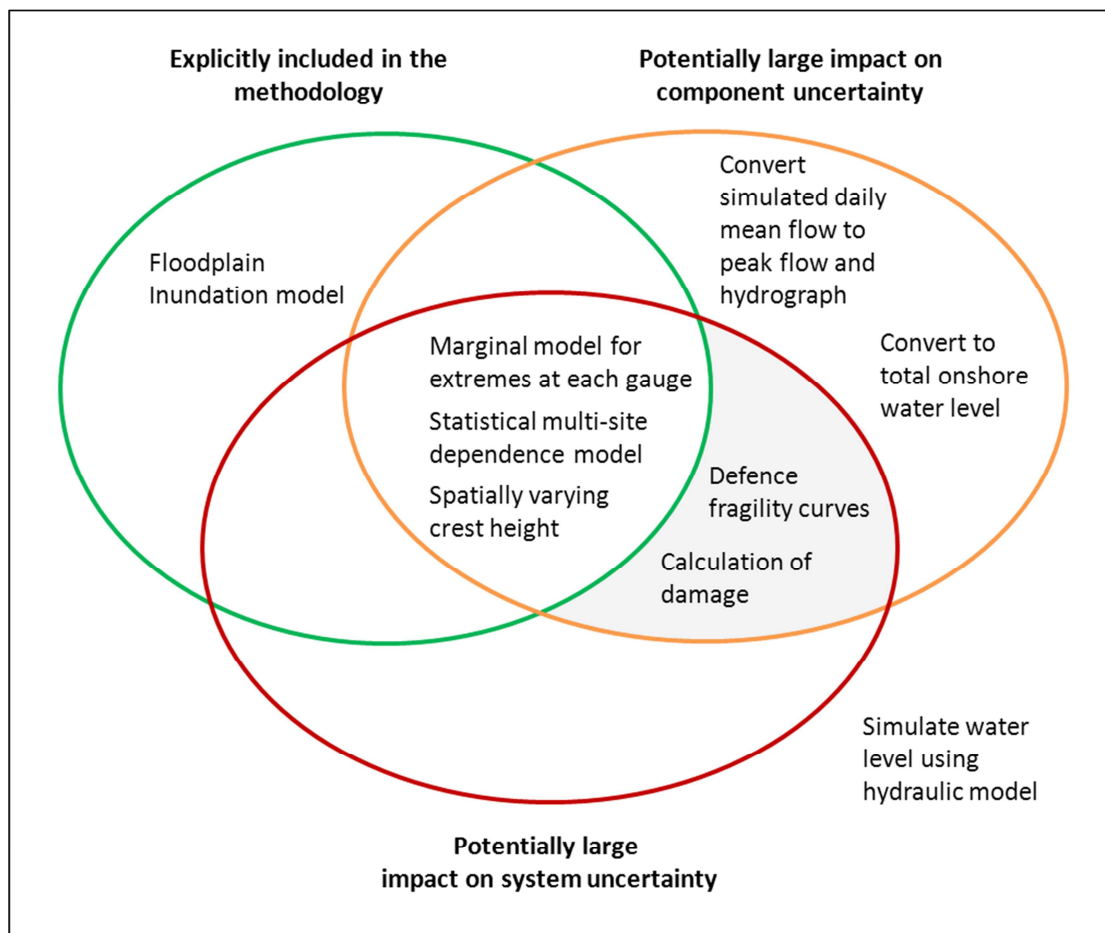 Explicitly included in the
methodology
Potentially large impact on
component uncertainty
Convert
simulated daily
mean flow to
peak flow and
hydrograph
Floodplain
Inundation model
Convert to
total onshore
water level
Marginal model for
extremes at each gauge
Statistical multi-site
dependence model
Spatially varying
crest height
Defence
fragility curves
Calculation of
damage
Simulate water
level using
hydraulic model
Potentially large
impact on system uncertainty